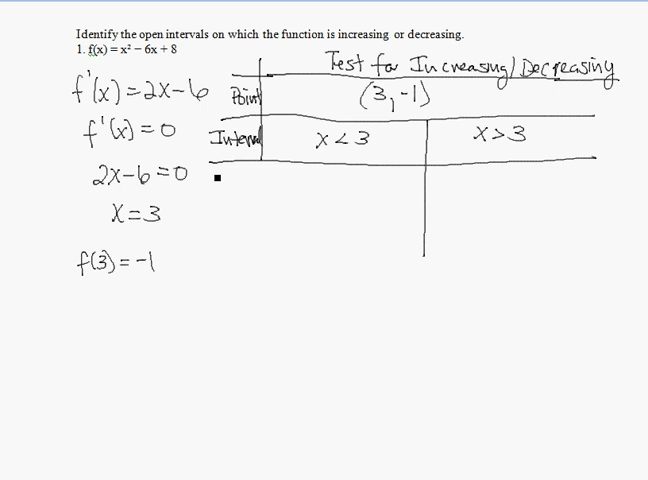 Identify the open intervals on which the function is increasing or decreasing.
1. f(x) = x² − 6x + 8
Test for Increasing/Decreasing
f'(x) = 2x - 6
Point
(3, -1)
f'(x) = 0
Interval
x < 3
x > 3
2x - 6 = 0
x = 3
f(3) = -1